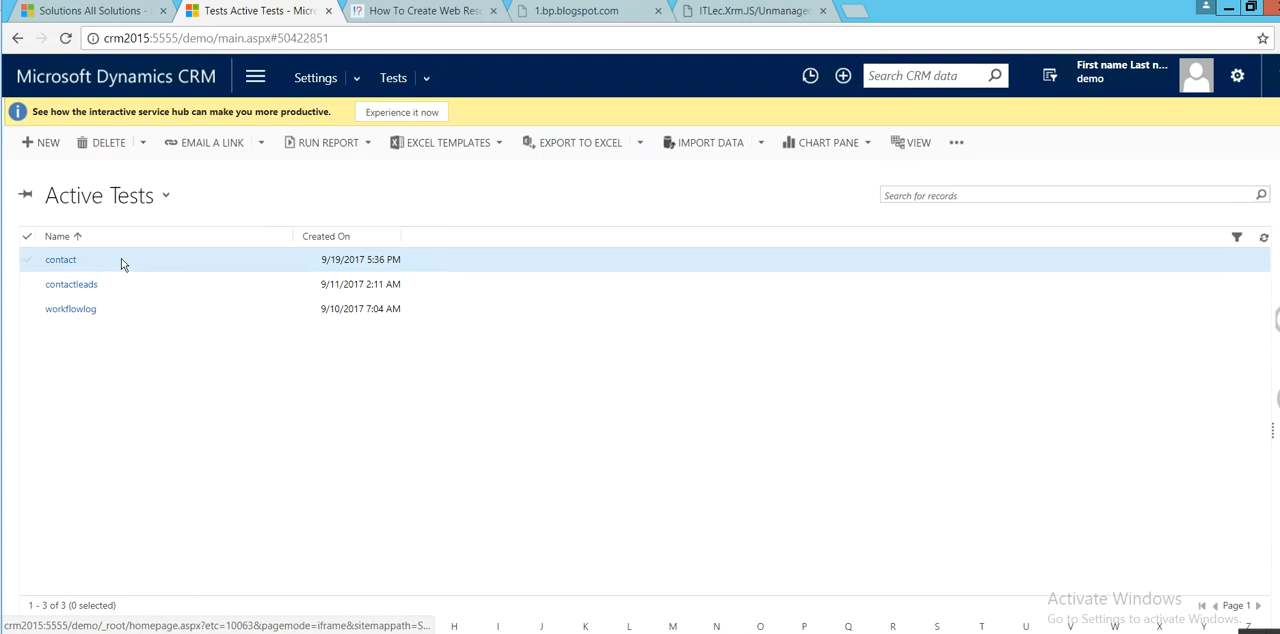 Solutions All Solutions -
Tests Active Tests - Micro
How To Create Web Res
1.bp.blogspot.com
ITLec.Xrm.JS/Unmanage
crm2015:5555/demo/main.aspx#50422851
Microsoft Dynamics CRM
Settings
Tests
Search CRM data
First name Last n...
demo
See how the interactive service hub can make you more productive.
Experience it now
NEW
DELETE
EMAIL A LINK
RUN REPORT
EXCEL TEMPLATES
EXPORT TO EXCEL
IMPORT DATA
CHART PANE
VIEW
Active Tests
Search for records
Name
Created On
contact 9/19/2017 5:36 PM
contactleads 9/11/2017 2:11 AM
workflowlog 9/10/2017 7:04 AM
1 - 3 of 3 (0 selected)
Page 1
Activate Windows
Go to Settings to activate Windows.
crm2015:5555/demo/_root/homepage.aspx?etc=10063&pagemode=iframe&sitemappath=S...
H I J K L M N O P Q R S T U V W X Y Z